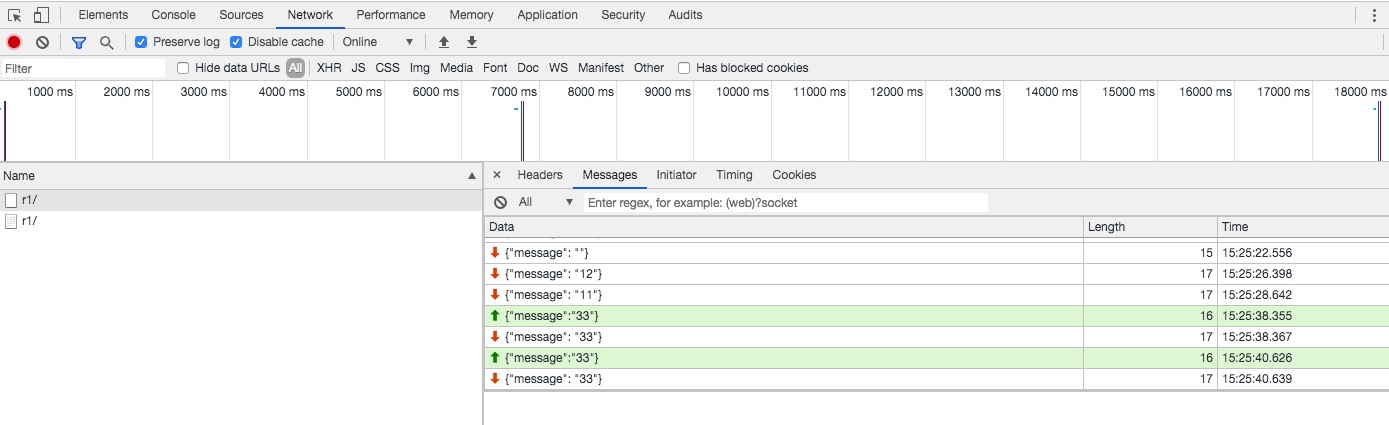 Elements Console Sources Network Performance Memory Application Security Audits
Preserve log Disable cache Online
Filter Hide data URLs All XHR JS CSS Img Media Font Doc WS Manifest Other Has blocked cookies
1000 ms 2000 ms 3000 ms 4000 ms 5000 ms 6000 ms 7000 ms 8000 ms 9000 ms 10000 ms 11000 ms 12000 ms 13000 ms 14000 ms 15000 ms 16000 ms 17000 ms 18000 ms
Name
r1/
r1/
Headers Messages Initiator Timing Cookies
All Enter regex, for example: (web)?socket
Data Length Time
{"message": ""} 15 15:25:22.556
{"message": "12"} 17 15:25:26.398
{"message": "11"} 17 15:25:28.642
{"message":"33"} 16 15:25:38.355
{"message": "33"} 17 15:25:38.367
{"message":"33"} 16 15:25:40.626
{"message": "33"} 17 15:25:40.639